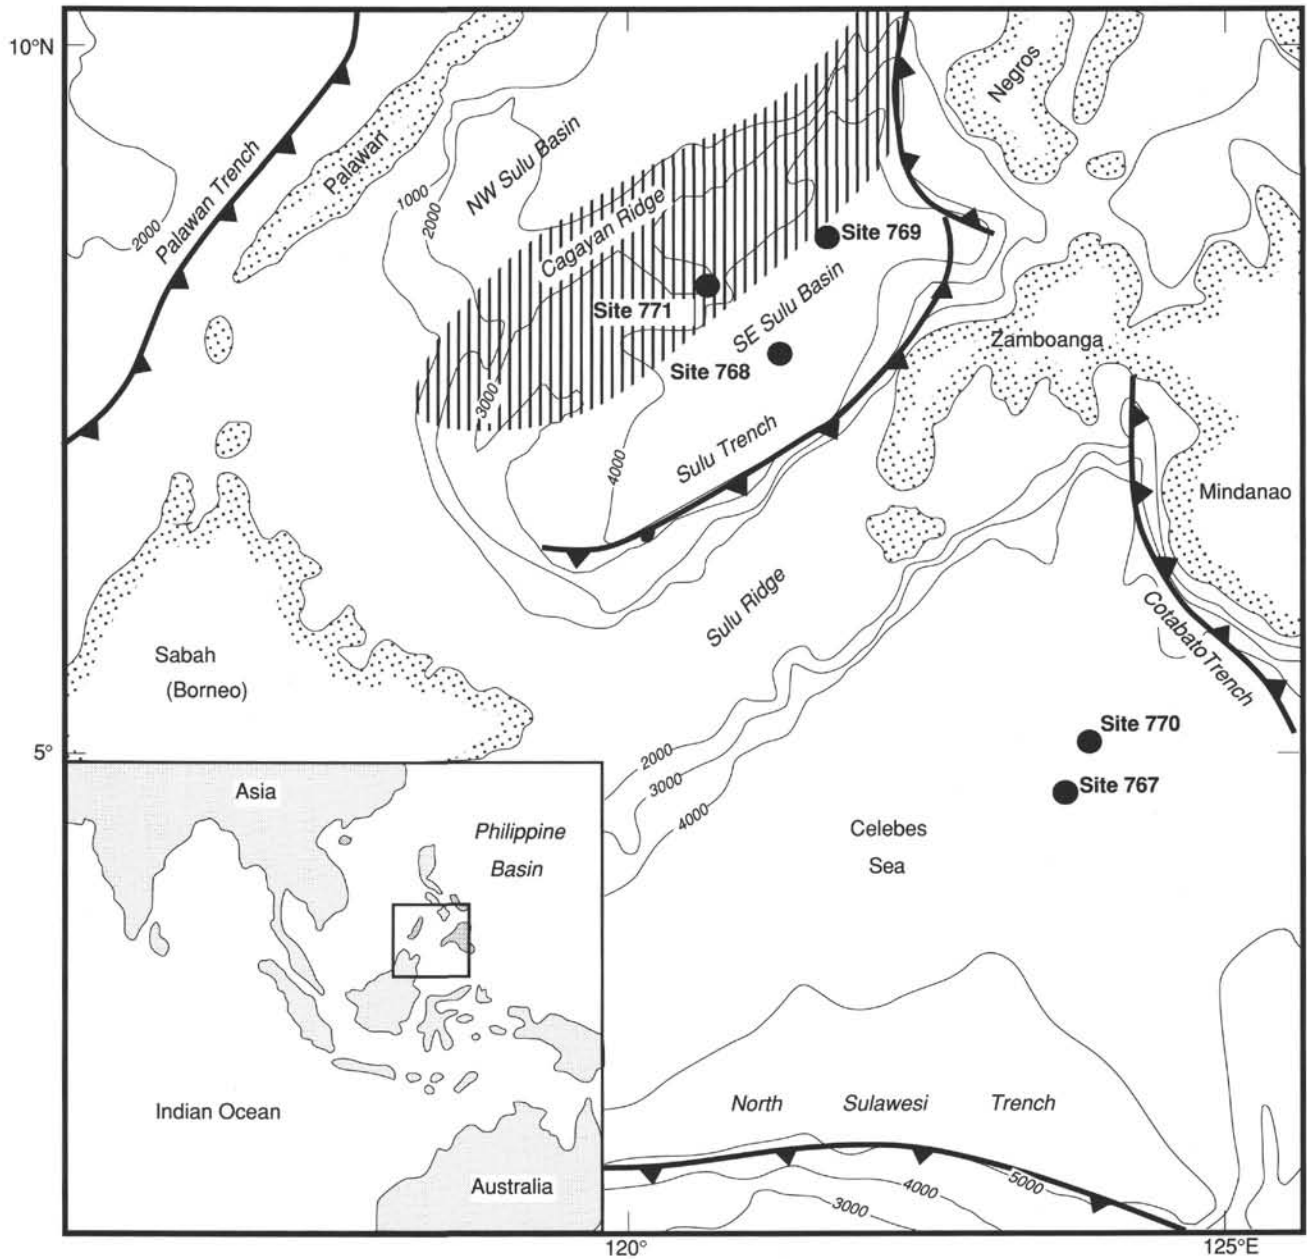 10°N
Negros
Palawan
Palawan Trench
2000
1000
2000
NW Sulu Basin
Cagayan Ridge
Site 769
Site 771
SE Sulu Basin
Zamboanga
Site 768
3000
4000
Sulu Trench
Mindanao
Sulu Ridge
Cotabato Trench
Sabah
(Borneo)
Site 770
5°
2000
3000
4000
Site 767
Celebes
Sea
Asia
Philippine
Basin
Indian Ocean
Australia
North Sulawesi Trench
5000
4000
3000
120°
125°E